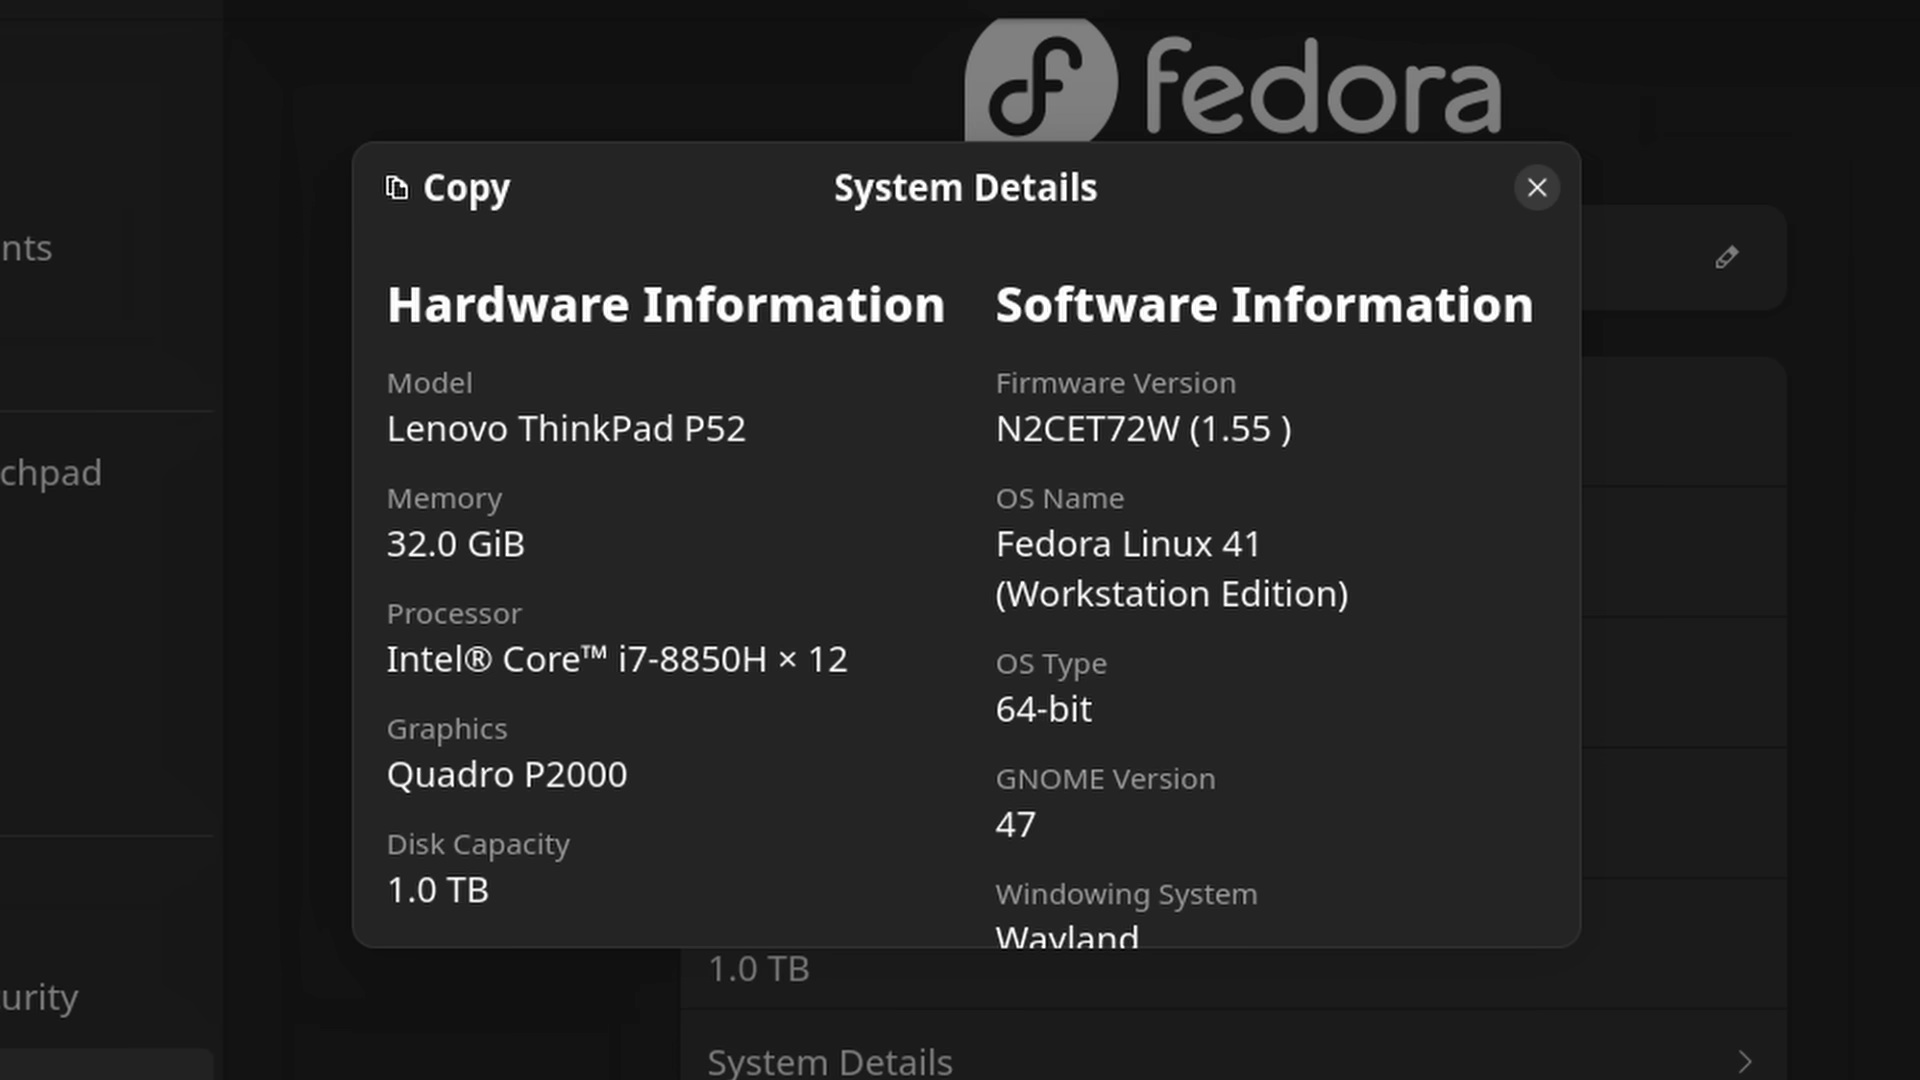 fedora
Copy
System Details
Hardware Information
Model
Lenovo ThinkPad P52
Memory
32.0 GiB
Processor
Intel® Core™ i7-8850H × 12
Graphics
Quadro P2000
Disk Capacity
1.0 TB
Software Information
Firmware Version
N2CET72W (1.55 )
OS Name
Fedora Linux 41
(Workstation Edition)
OS Type
64-bit
GNOME Version
47
Windowing System
Wayland
nts
chpad
urity
1.0 TB
System Details